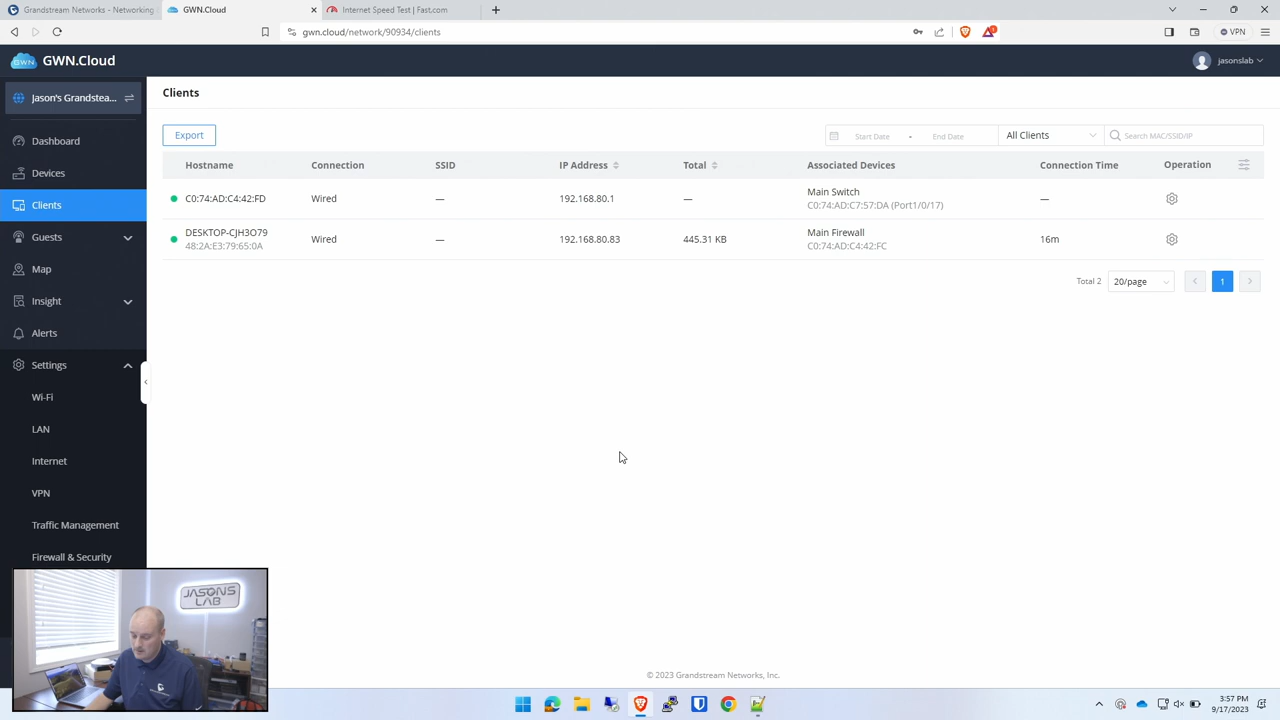 Grandstream Networks - Networking
GWN.Cloud
Internet Speed Test | Fast.com
gwn.cloud/network/90934/clients
VPN
GWN GWN.Cloud
jasonslab
Jason's Grandstrea...
Clients
Export
Start Date - End Date
All Clients
Search MAC/SSID/IP
Hostname Connection SSID IP Address Total Associated Devices Connection Time Operation
C0:74:AD:C4:42:FD Wired — 192.168.80.1 — Main Switch —
C0:74:AD:C7:57:DA (Port1/0/17)
DESKTOP-CJH3O79 Wired — 192.168.80.83 445.31 KB Main Firewall 16m
48:2A:E3:79:65:0A C0:74:AD:C4:42:FC
Total 2 20/page 1
Dashboard
Devices
Clients
Guests
Map
Insight
Alerts
Settings
Wi-Fi
LAN
Internet
VPN
Traffic Management
Firewall & Security
JASONS
LAB
© 2023 Grandstream Networks, Inc.
3:57 PM
9/17/2023